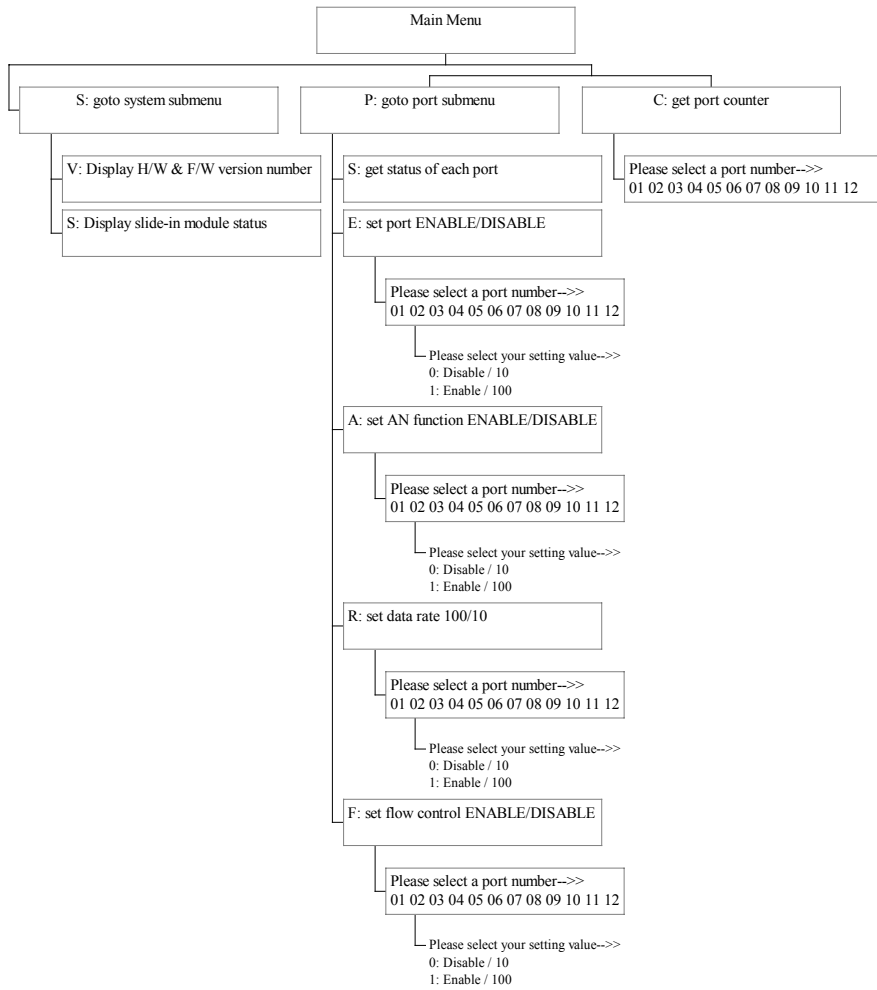 Main Menu
S: goto system submenu
P: goto port submenu
C: get port counter
V: Display H/W & F/W version number
S: Display slide-in module status
S: get status of each port
Please select a port number-->>
01 02 03 04 05 06 07 08 09 10 11 12
E: set port ENABLE/DISABLE
Please select a port number-->>
01 02 03 04 05 06 07 08 09 10 11 12
Please select your setting value-->>
0: Disable / 10
1: Enable / 100
A: set AN function ENABLE/DISABLE
Please select a port number-->>
01 02 03 04 05 06 07 08 09 10 11 12
Please select your setting value-->>
0: Disable / 10
1: Enable / 100
R: set data rate 100/10
Please select a port number-->>
01 02 03 04 05 06 07 08 09 10 11 12
Please select your setting value-->>
0: Disable / 10
1: Enable / 100
F: set flow control ENABLE/DISABLE
Please select a port number-->>
01 02 03 04 05 06 07 08 09 10 11 12
Please select your setting value-->>
0: Disable / 10
1: Enable / 100